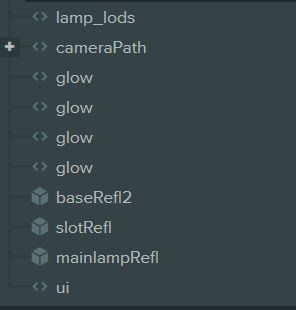 lamp_lods
cameraPath
glow
glow
glow
glow
baseRefl2
slotRefl
mainlampRefl
ui